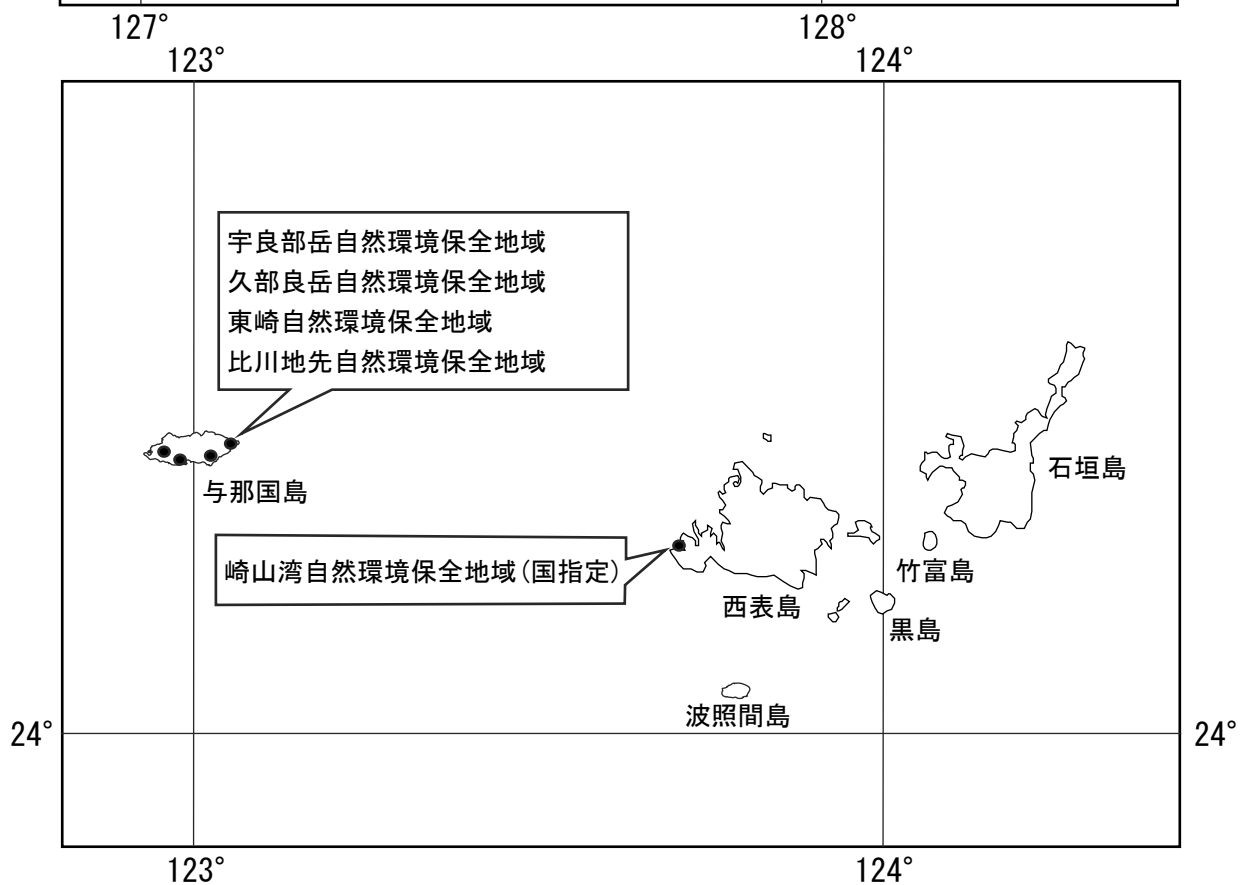 127°
128°
123°
124°
宇良部岳自然環境保全地域
久部良岳自然環境保全地域
東崎自然環境保全地域
比川地先自然環境保全地域
与那国島
石垣島
崎山湾自然環境保全地域（国指定）
竹富島
西表島
黒島
波照間島
24°
24°
123°
124°